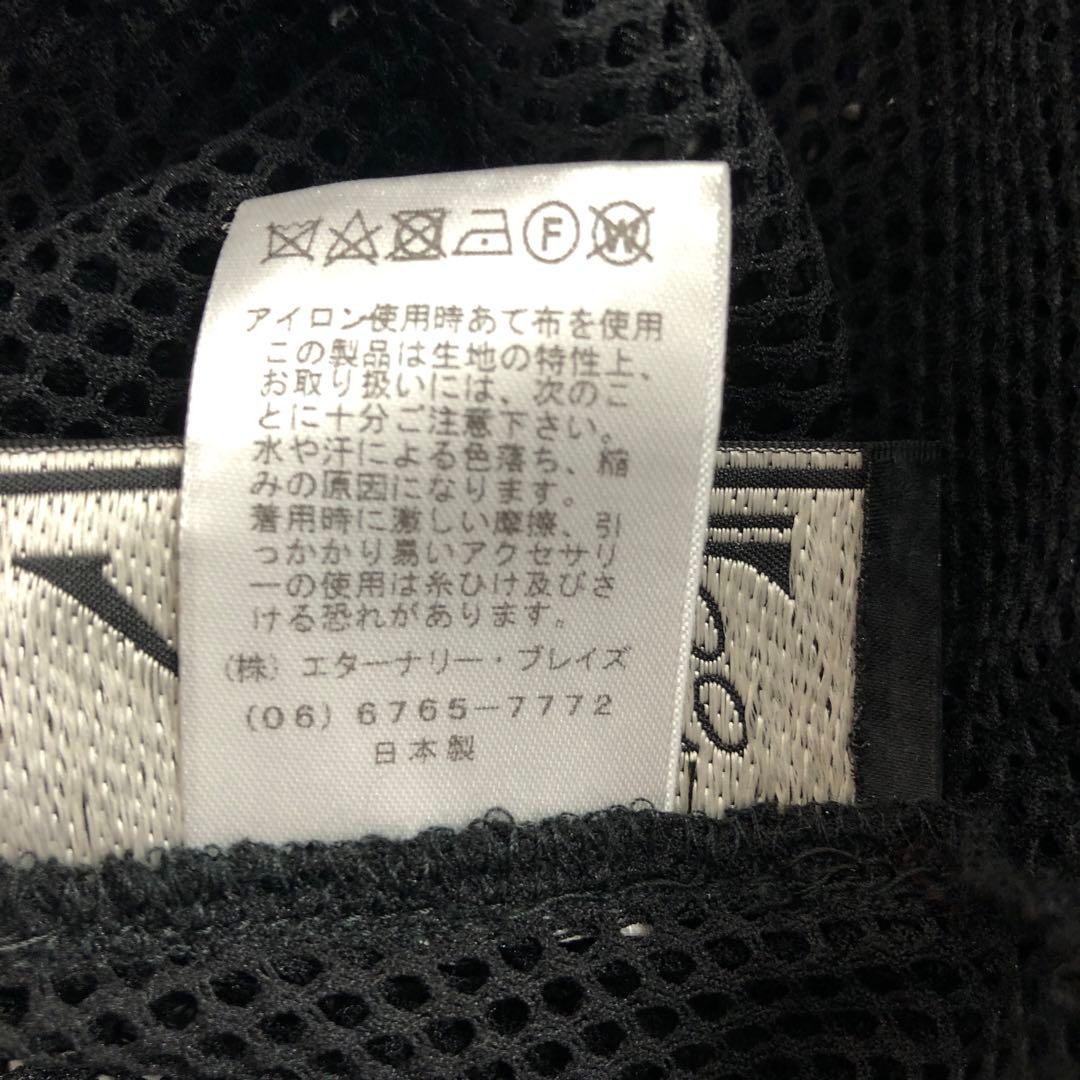 F W
アイロン使用時あて布を使用
この製品は生地の特性上、
お取り扱いには、次のこ
とに十分ご注意下さい。
水や汗による色落ち、縮
みの原因になります。
着用時に激しい摩擦、引
っかかり易いアクセサリ
ーの使用は糸ひけ及びさ
ける恐れがあります。
(株) エターナリー・ブレイズ
(06) 6765-7772
日本製